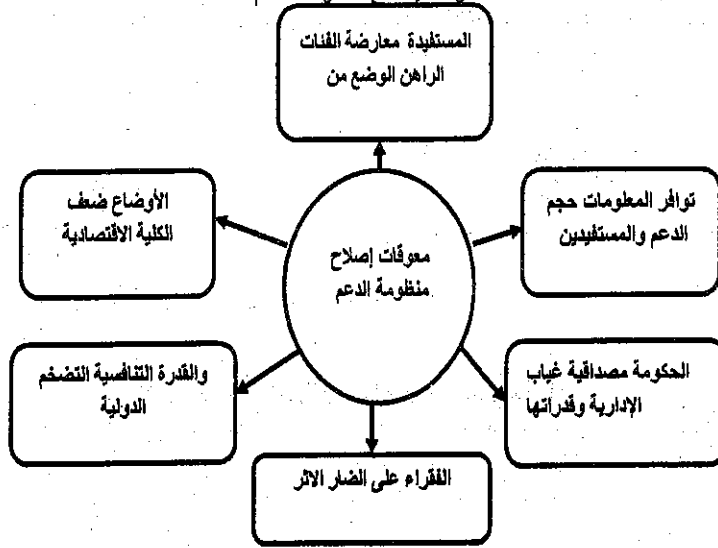 المستفيدة معارضة الفئات
الراهن الوضع من
توافر المعلومات حجم
الدعم والمستفيدين
الأوضاع ضعف
الكلية الاقتصادية
معوقات إصلاح
منظومة الدعم
الحكومة مصداقية غياب
الإدارية وقدراتها
والقدرة التنافسية التضخم
الدولية
الفقراء على الضار الاثر